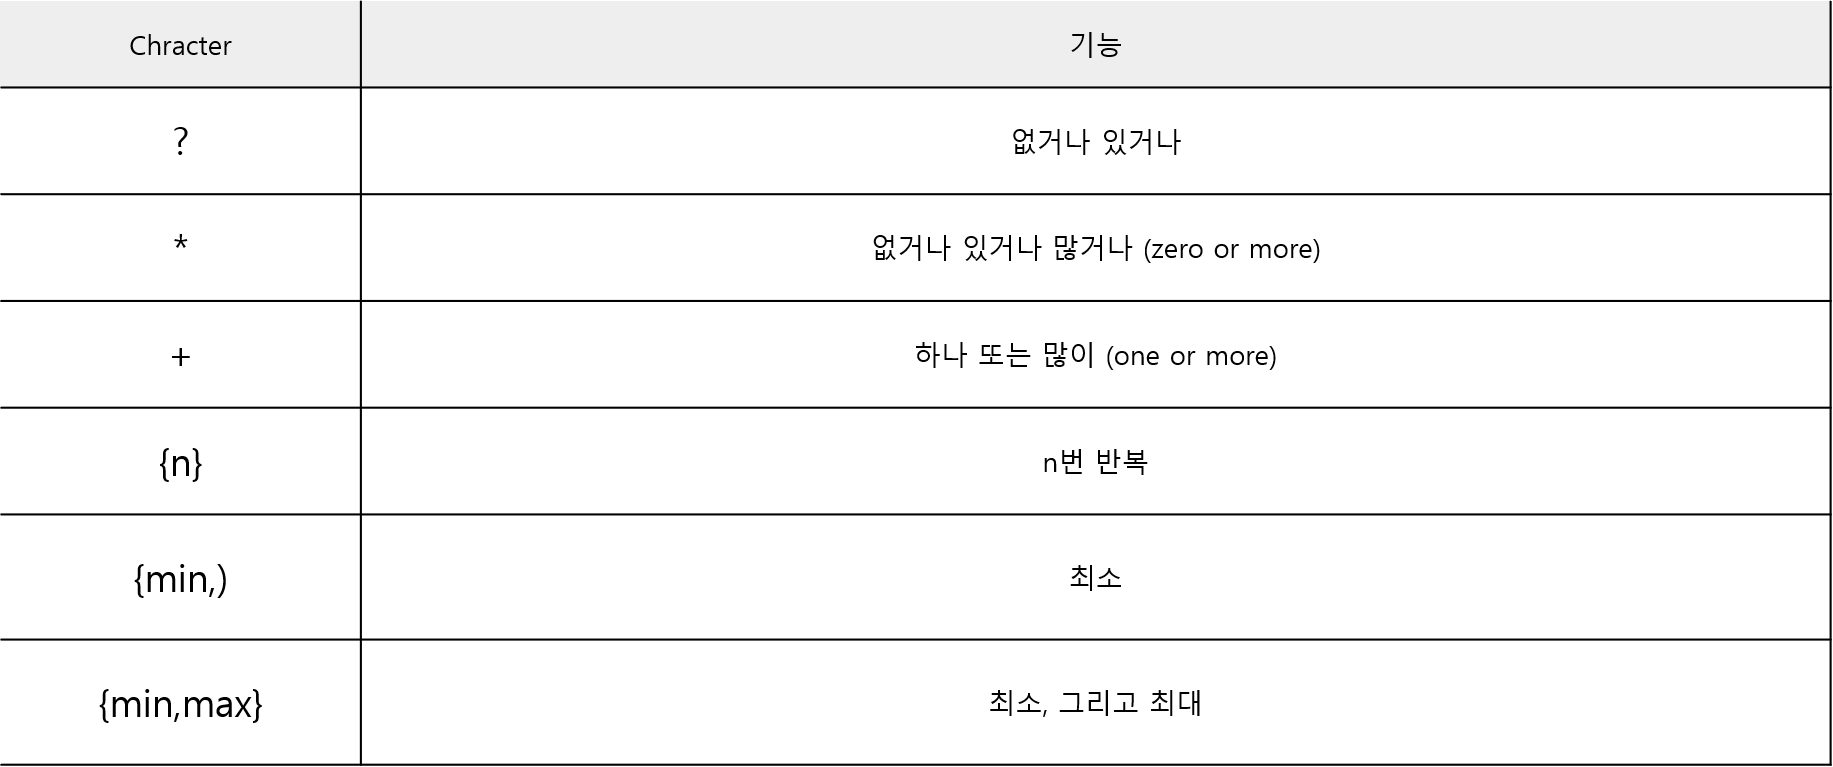 Chracter 기능
? 없거나 있거나
* 없거나 있거나 많거나 (zero or more)
+ 하나 또는 많이 (one or more)
{n} n번 반복
{min,) 최소
{min,max} 최소, 그리고 최대